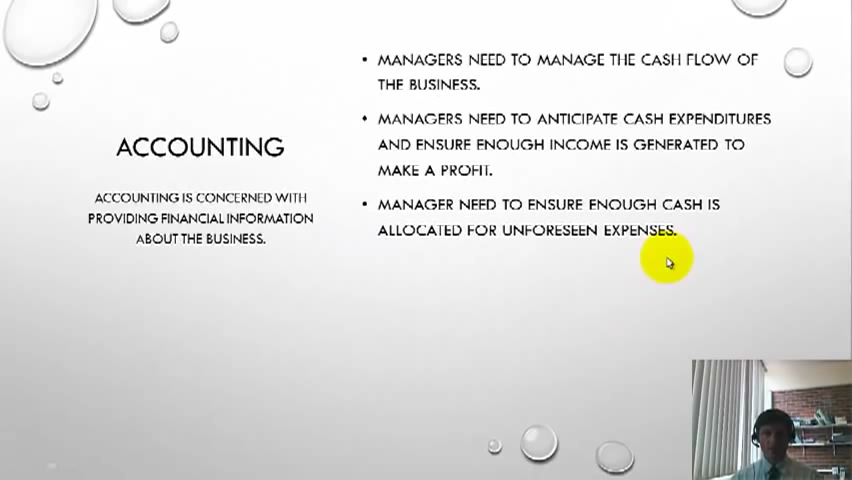 ACCOUNTING
ACCOUNTING IS CONCERNED WITH
PROVIDING FINANCIAL INFORMATION
ABOUT THE BUSINESS.
• MANAGERS NEED TO MANAGE THE CASH FLOW OF
THE BUSINESS.
• MANAGERS NEED TO ANTICIPATE CASH EXPENDITURES
AND ENSURE ENOUGH INCOME IS GENERATED TO
MAKE A PROFIT.
• MANAGER NEED TO ENSURE ENOUGH CASH IS
ALLOCATED FOR UNFORESEEN EXPENSES.